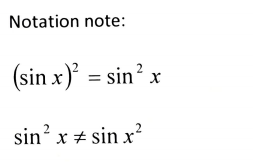 Notation note:
(sin x)² = sin² x
sin² x ≠ sin x²